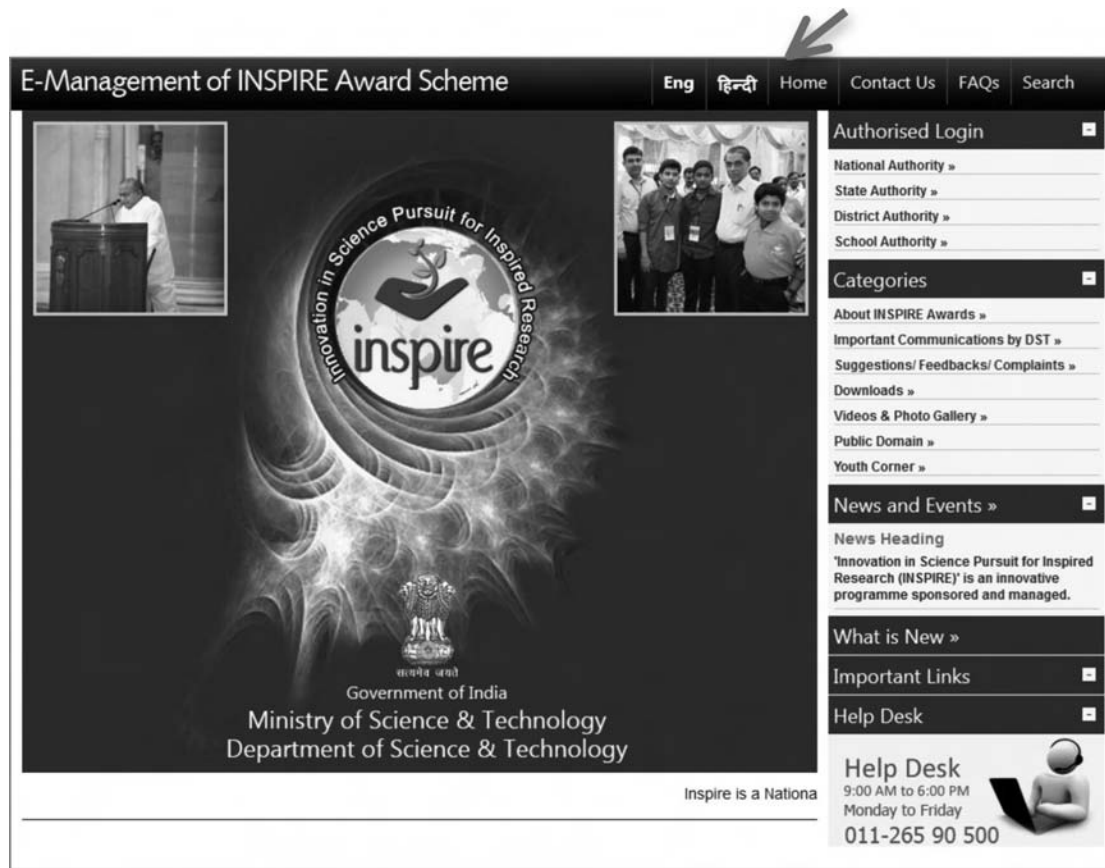 E-Management of INSPIRE Award Scheme
Eng
हिन्दी
Home
Contact Us
FAQs
Search
Innovation in Science Pursuit for Inspired Research
inspire
सत्यमेव जयते
Government of India
Ministry of Science & Technology
Department of Science & Technology
Inspire is a Nationa
Authorised Login
National Authority »
State Authority »
District Authority »
School Authority »
Categories
About INSPIRE Awards »
Important Communications by DST »
Suggestions/ Feedbacks/ Complaints »
Downloads »
Videos & Photo Gallery »
Public Domain »
Youth Corner »
News and Events »
News Heading
'Innovation in Science Pursuit for Inspired
Research (INSPIRE)' is an innovative
programme sponsored and managed.
What is New »
Important Links
Help Desk
Help Desk
9:00 AM to 6:00 PM
Monday to Friday
011-265 90 500